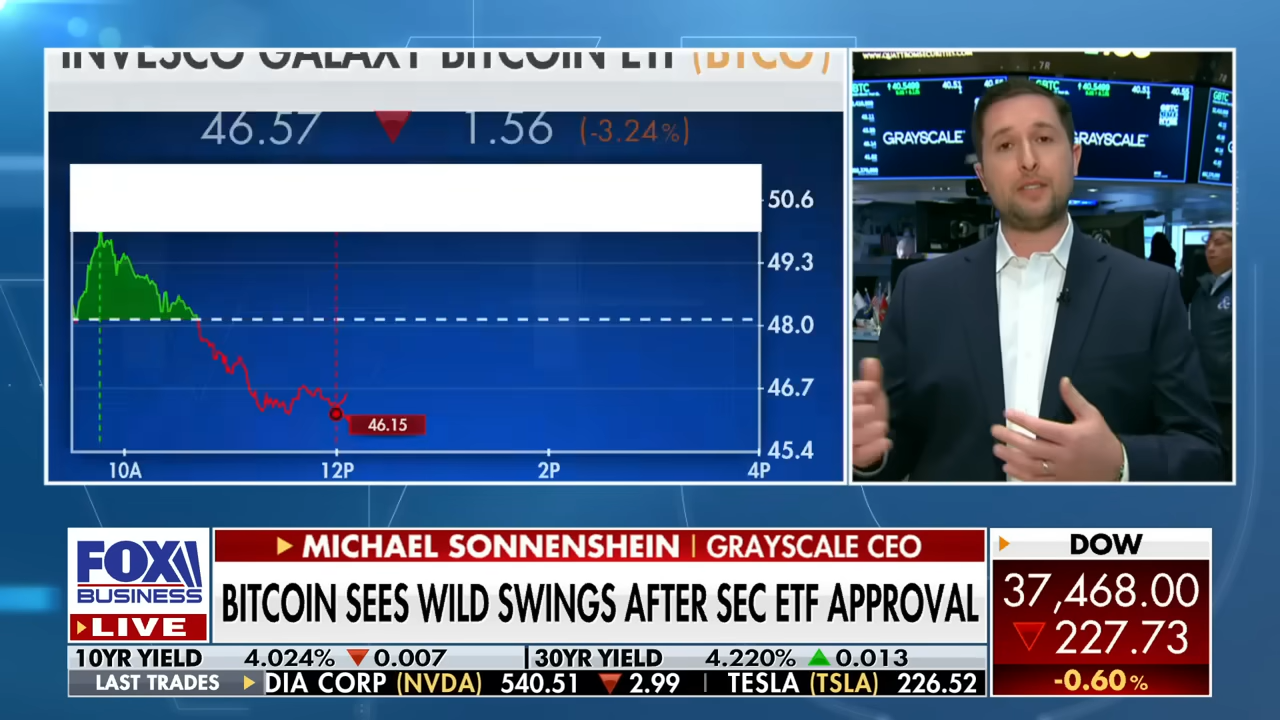 INVESCO GALAXY BITCOIN ETF (BTCO)
46.57 ▼ 1.56 (-3.24%)
50.6
49.3
48.0
46.7
45.4
46.15
10A 12P 2P 4P
7R
GBTC
GRAYSCALE
GRAYSCALE
FOX
BUSINESS
LIVE
MICHAEL SONNENSHEIN | GRAYSCALE CEO
BITCOIN SEES WILD SWINGS AFTER SEC ETF APPROVAL
DOW
37,468.00
▼ 227.73
-0.60%
10YR YIELD 4.024% ▼ 0.007 | 30YR YIELD 4.220% ▲ 0.013
LAST TRADES DIA CORP (NVDA) 540.51 ▼ 2.99 | TESLA (TSLA) 226.52